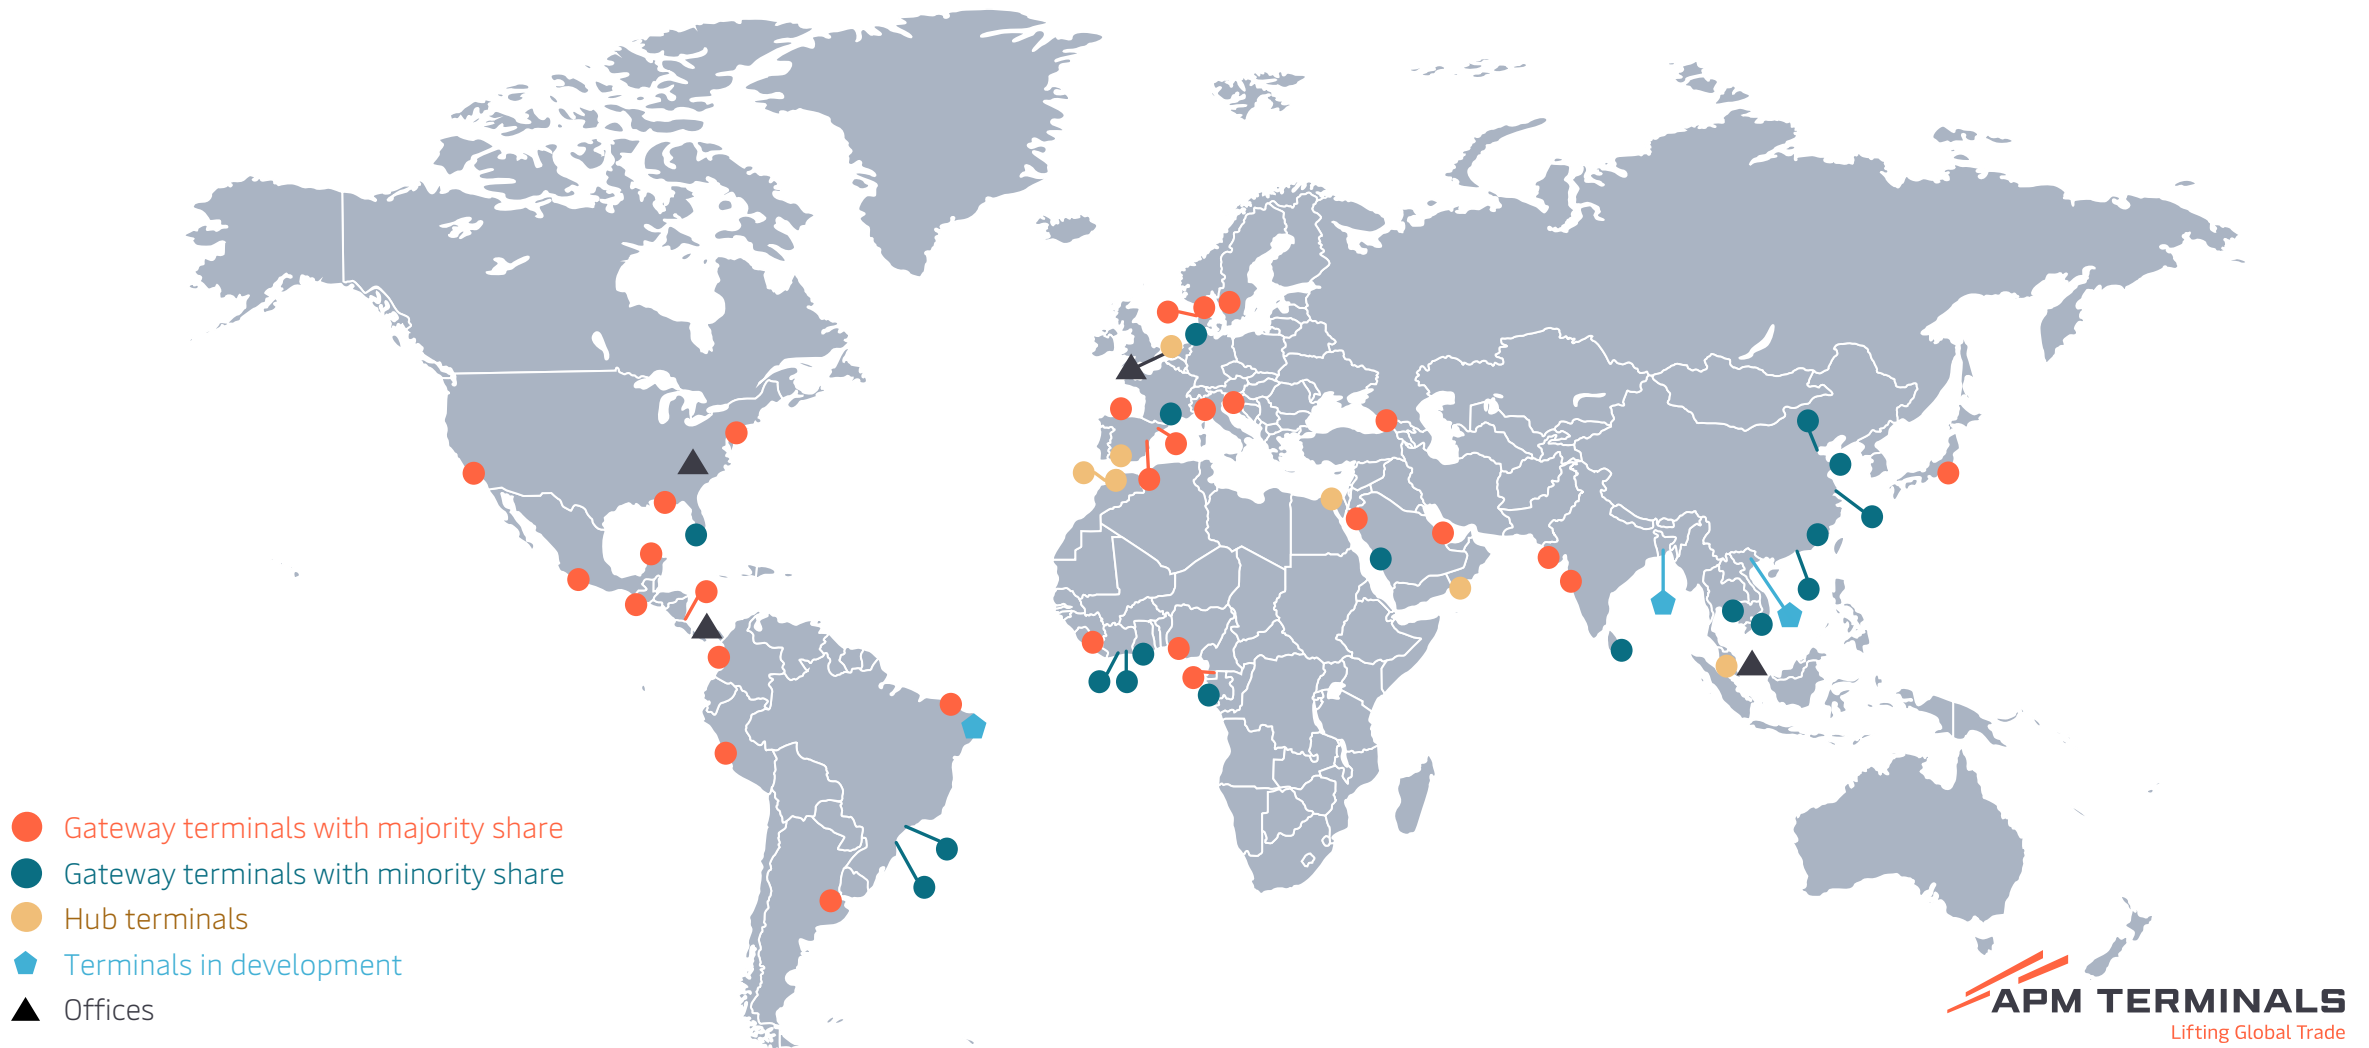 Gateway terminals with majority share
Gateway terminals with minority share
Hub terminals
Terminals in development
Offices
APM TERMINALS
Lifting Global Trade